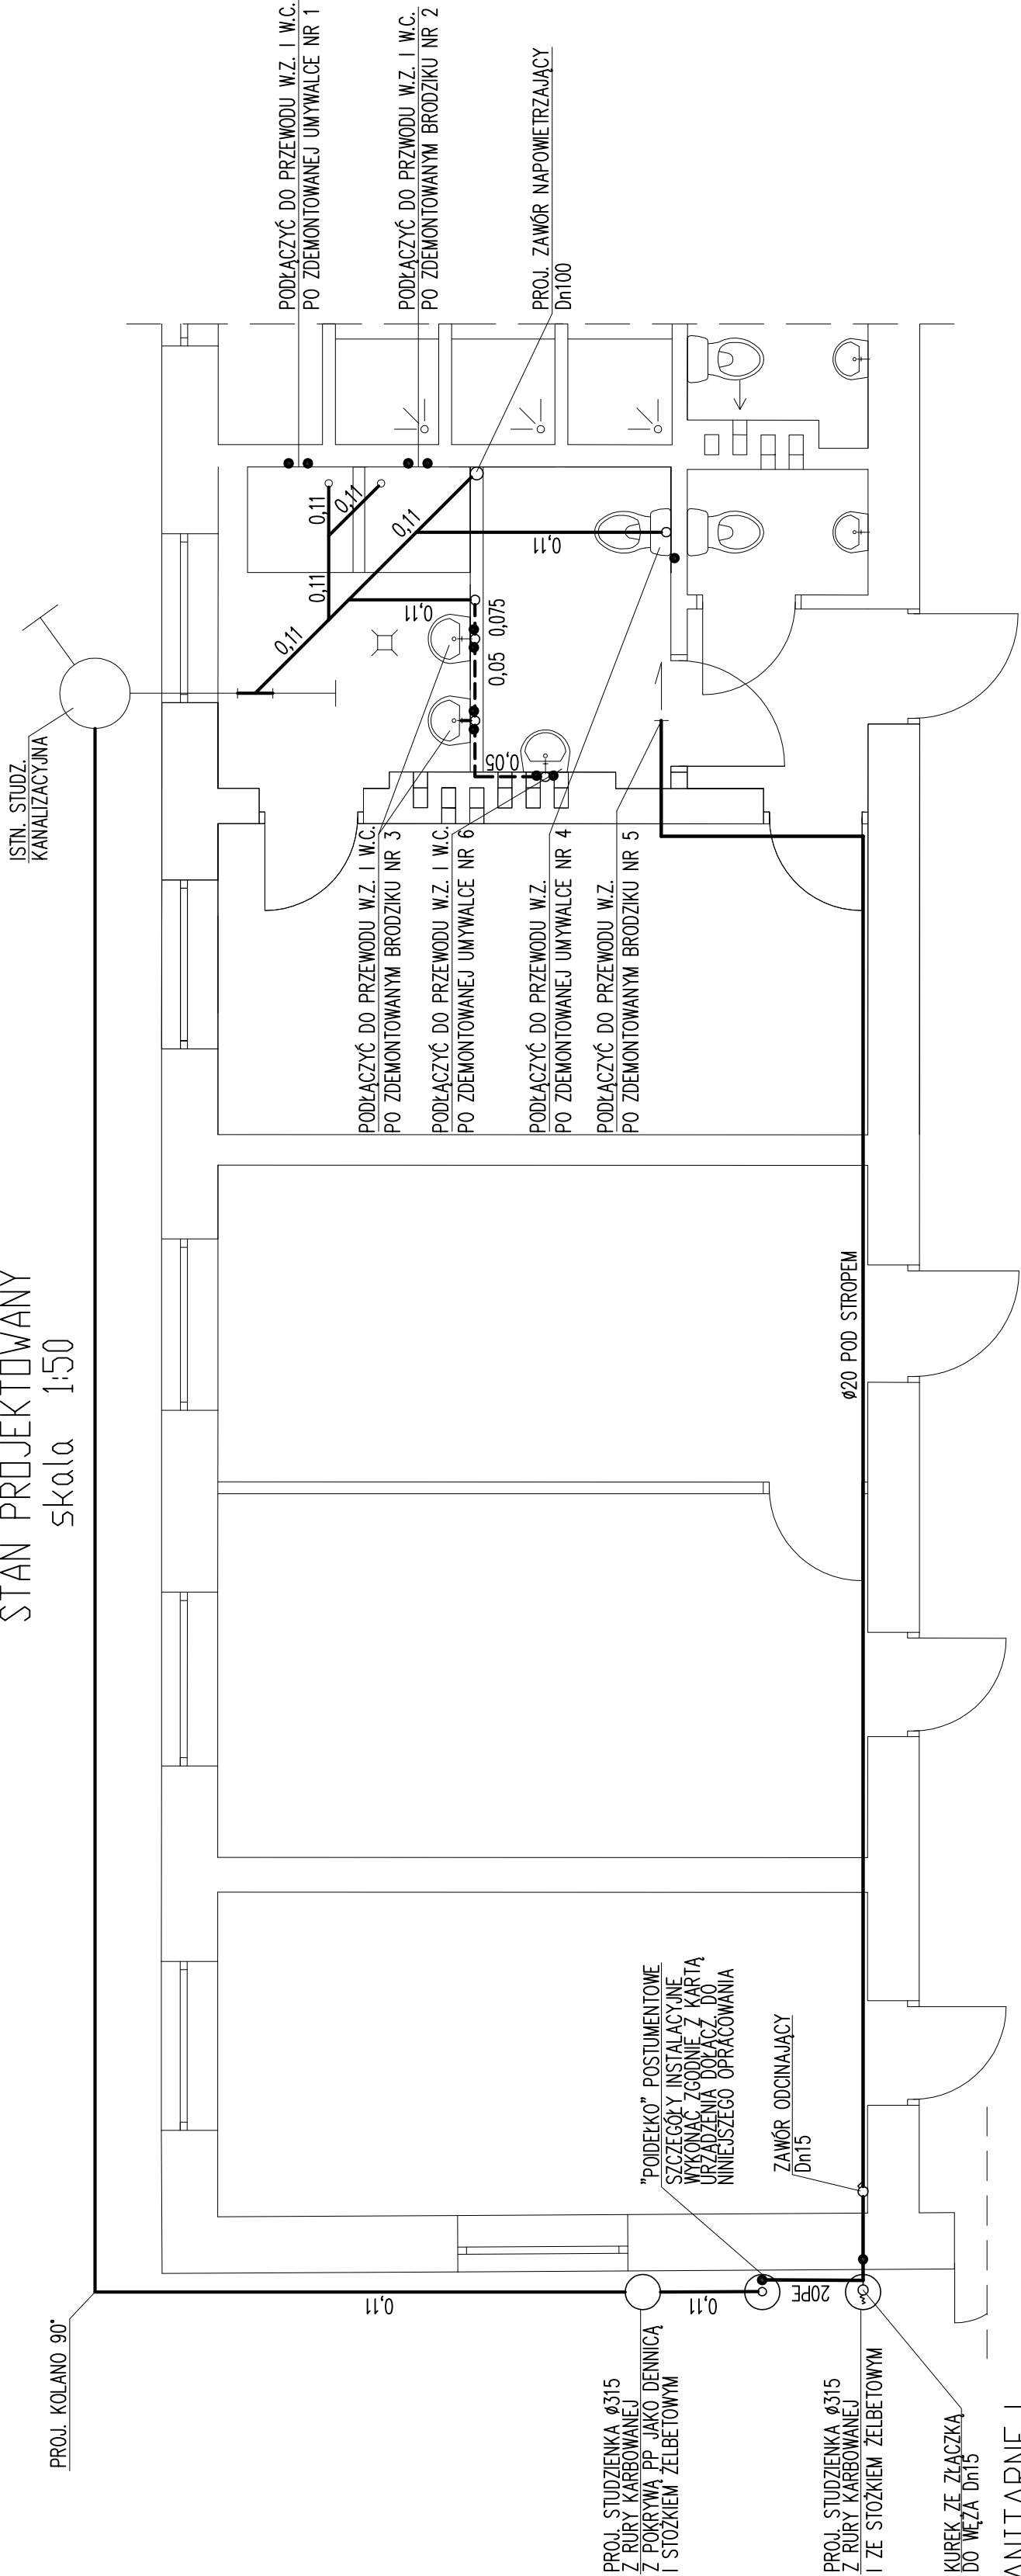 STAN PROJEKTOWANY
skala 1:50
ISTN. STUDZ.
KANALIZACYJNA
PROJ. KOLANO 90°
PODŁĄCZYĆ DO PRZEWODU W.Z. I W.C.
PO ZDEMONTOWANEJ UMYWALCE NR 1
PODŁĄCZYĆ DO PRZWODU W.Z. I W.C.
PO ZDEMONTOWANYM BRODZIKU NR 2
PROJ. ZAWÓR NAPOWIETRZAJĄCY
Dn100
0,11
0,11
0,11
0,11
0,11
0,11
0,11
0,075
0,05
0,05
PODŁĄCZYĆ DO PRZEWODU W.Z. I W.C.
PO ZDEMONTOWANYM BRODZIKU NR 3
PODŁĄCZYĆ DO PRZEWODU W.Z. I W.C.
PO ZDEMONTOWANEJ UMYWALCE NR 6
PODŁĄCZYĆ DO PRZEWODU W.Z.
PO ZDEMONTOWANEJ UMYWALCE NR 4
PODŁĄCZYĆ DO PRZEWODU W.Z.
PO ZDEMONTOWANYM BRODZIKU NR 5
ø20 POD STROPEM
"POIDEŁKO" POSTUMENTOWE
SZCZEGÓŁY INSTALACYJNE
WYKONAĆ ZGODNIE Z KARTĄ
URZĄDZENIA DOŁĄCZ. DO
NINIEJSZEGO OPRACOWANIA
ZAWÓR ODCINAJĄCY
Dn15
0,11
0,11
20PE
PROJ. STUDZIENKA ø315
Z RURY KARBOWANEJ
Z POKRYWĄ PP JAKO DENNICĄ
I STOŻKIEM ŻELBETOWYM
PROJ. STUDZIENKA ø315
Z RURY KARBOWANEJ
I ZE STOŻKIEM ŻELBETOWYM
KUREK ZE ZŁĄCZKĄ
DO WĘŻA Dn15